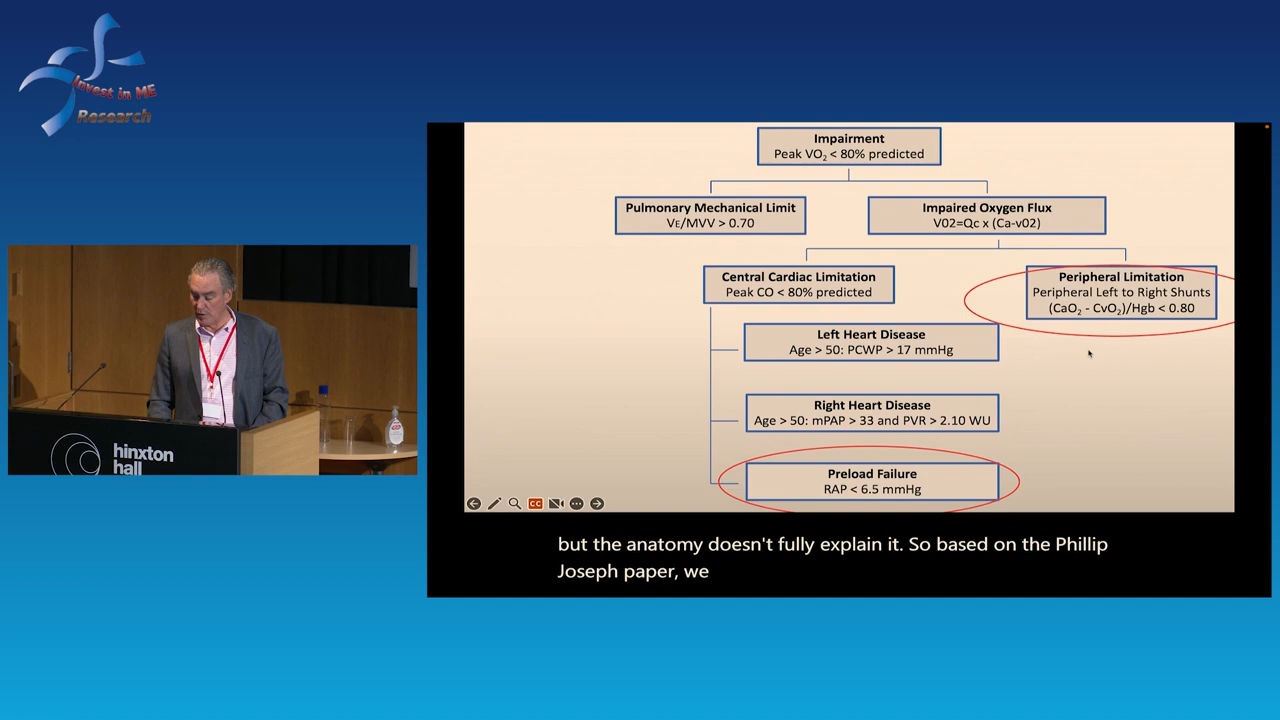 Invest in ME
Research
Impairment
Peak VO₂ < 80% predicted
Pulmonary Mechanical Limit
VE/MVV > 0.70
Impaired Oxygen Flux
V02=Qc x (Ca-v02)
Central Cardiac Limitation
Peak CO < 80% predicted
Peripheral Limitation
Peripheral Left to Right Shunts
(CaO₂ - CvO₂)/Hgb < 0.80
Left Heart Disease
Age > 50: PCWP > 17 mmHg
Right Heart Disease
Age > 50: mPAP > 33 and PVR > 2.10 WU
Preload Failure
RAP < 6.5 mmHg
CC
hinxton
hall
but the anatomy doesn't fully explain it. So based on the Phillip
Joseph paper, we